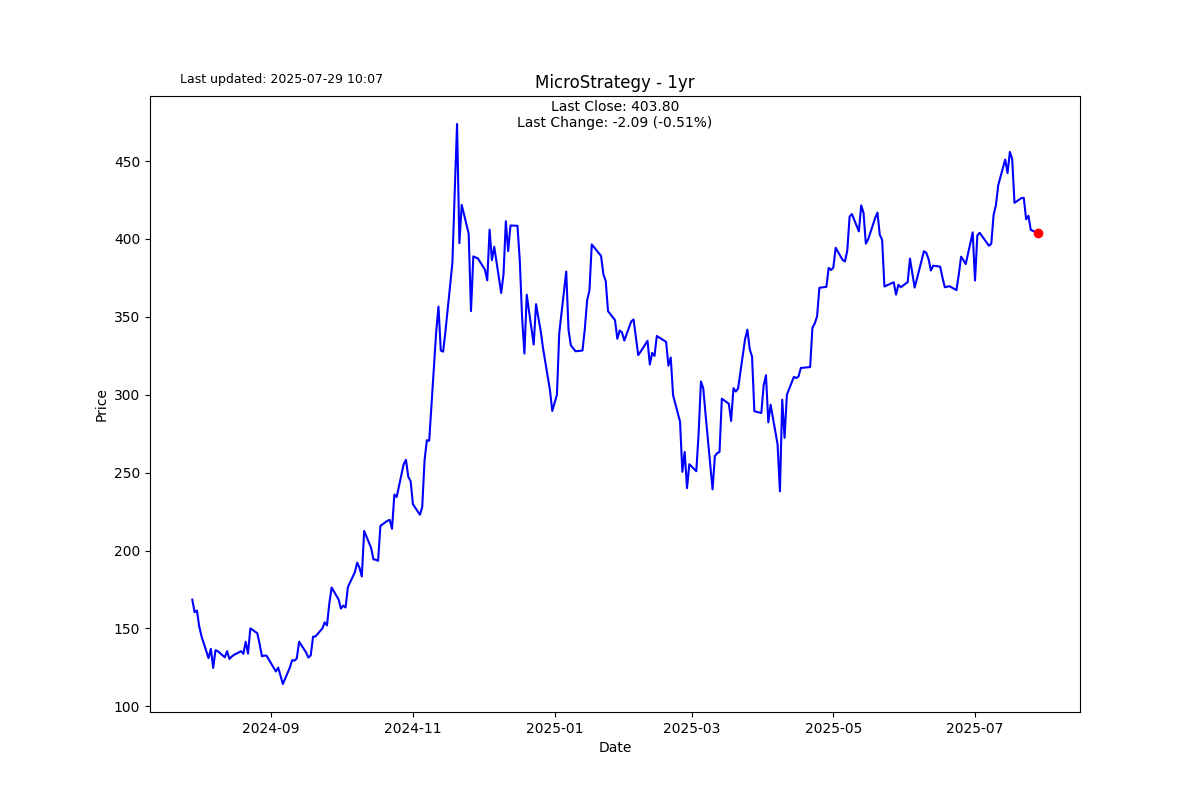 Last updated: 2025-07-29 10:07
MicroStrategy - 1yr
Last Close: 403.80
Last Change: -2.09 (-0.51%)
450
400
350
300
250
200
150
100
Price
2024-09
2024-11
2025-01
2025-03
2025-05
2025-07
Date